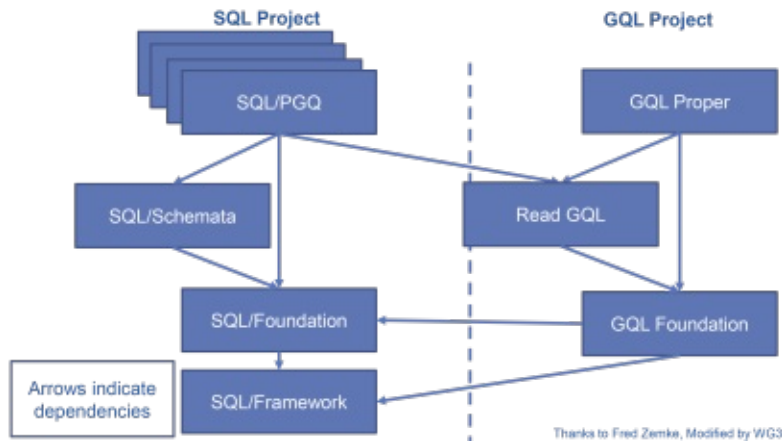 SQL Project
GQL Project
SQL/PGQ
GQL Proper
SQL/Schemata
Read GQL
SQL/Foundation
GQL Foundation
Arrows indicate
dependencies
SQL/Framework
Thanks to Fred Zemke, Modified by WG3